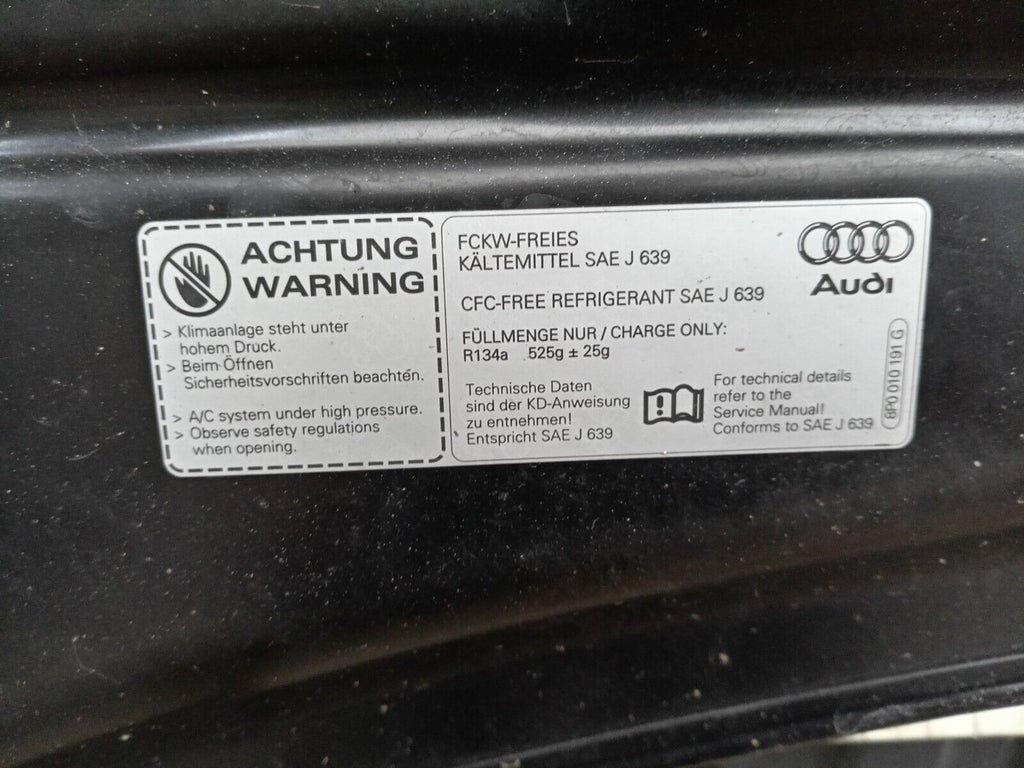 ACHTUNG
WARNING
> Klimaanlage steht unter
hohem Druck.
> Beim Öffnen
Sicherheitsvorschriften beachten.
> A/C system under high pressure.
> Observe safety regulations
when opening.
FCKW-FREIES
KÄLTEMITTEL SAE J 639
CFC-FREE REFRIGERANT SAE J 639
FÜLLMENGE NUR / CHARGE ONLY:
R134a 525g ± 25g
Technische Daten
sind der KD-Anweisung
zu entnehmen!
Entspricht SAE J 639
For technical details
refer to the
Service Manual!
Conforms to SAE J 639
Audi
8P0 010 191 G